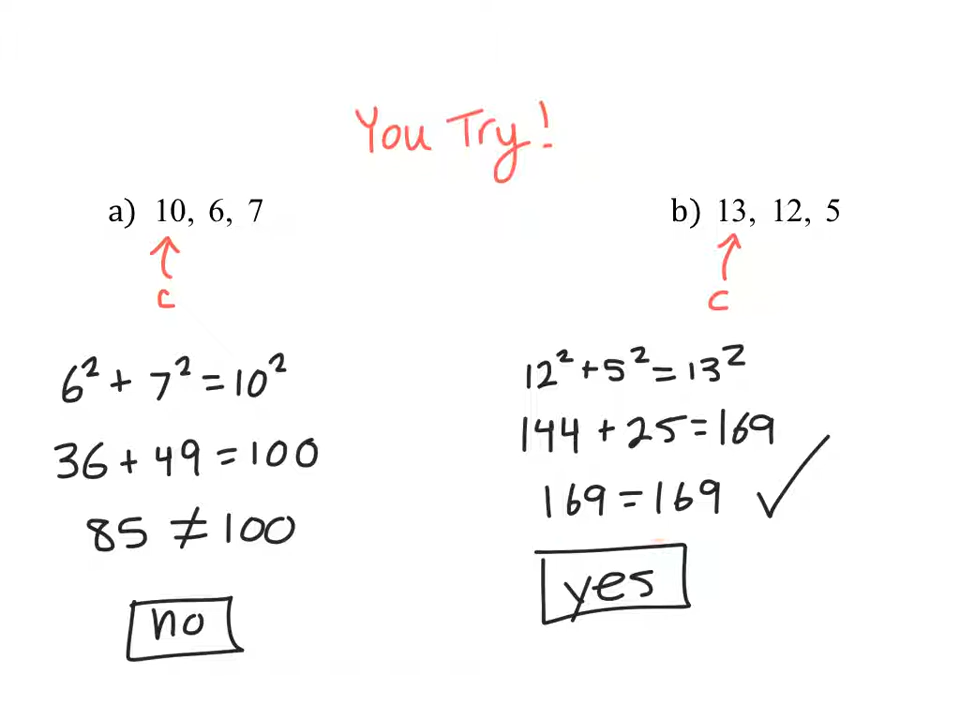 You Try!
a) 10, 6, 7
c
6² + 7² = 10²
36 + 49 = 100
85 ≠ 100
no
b) 13, 12, 5
c
12² + 5² = 13²
144 + 25 = 169
169 = 169 ✓
yes